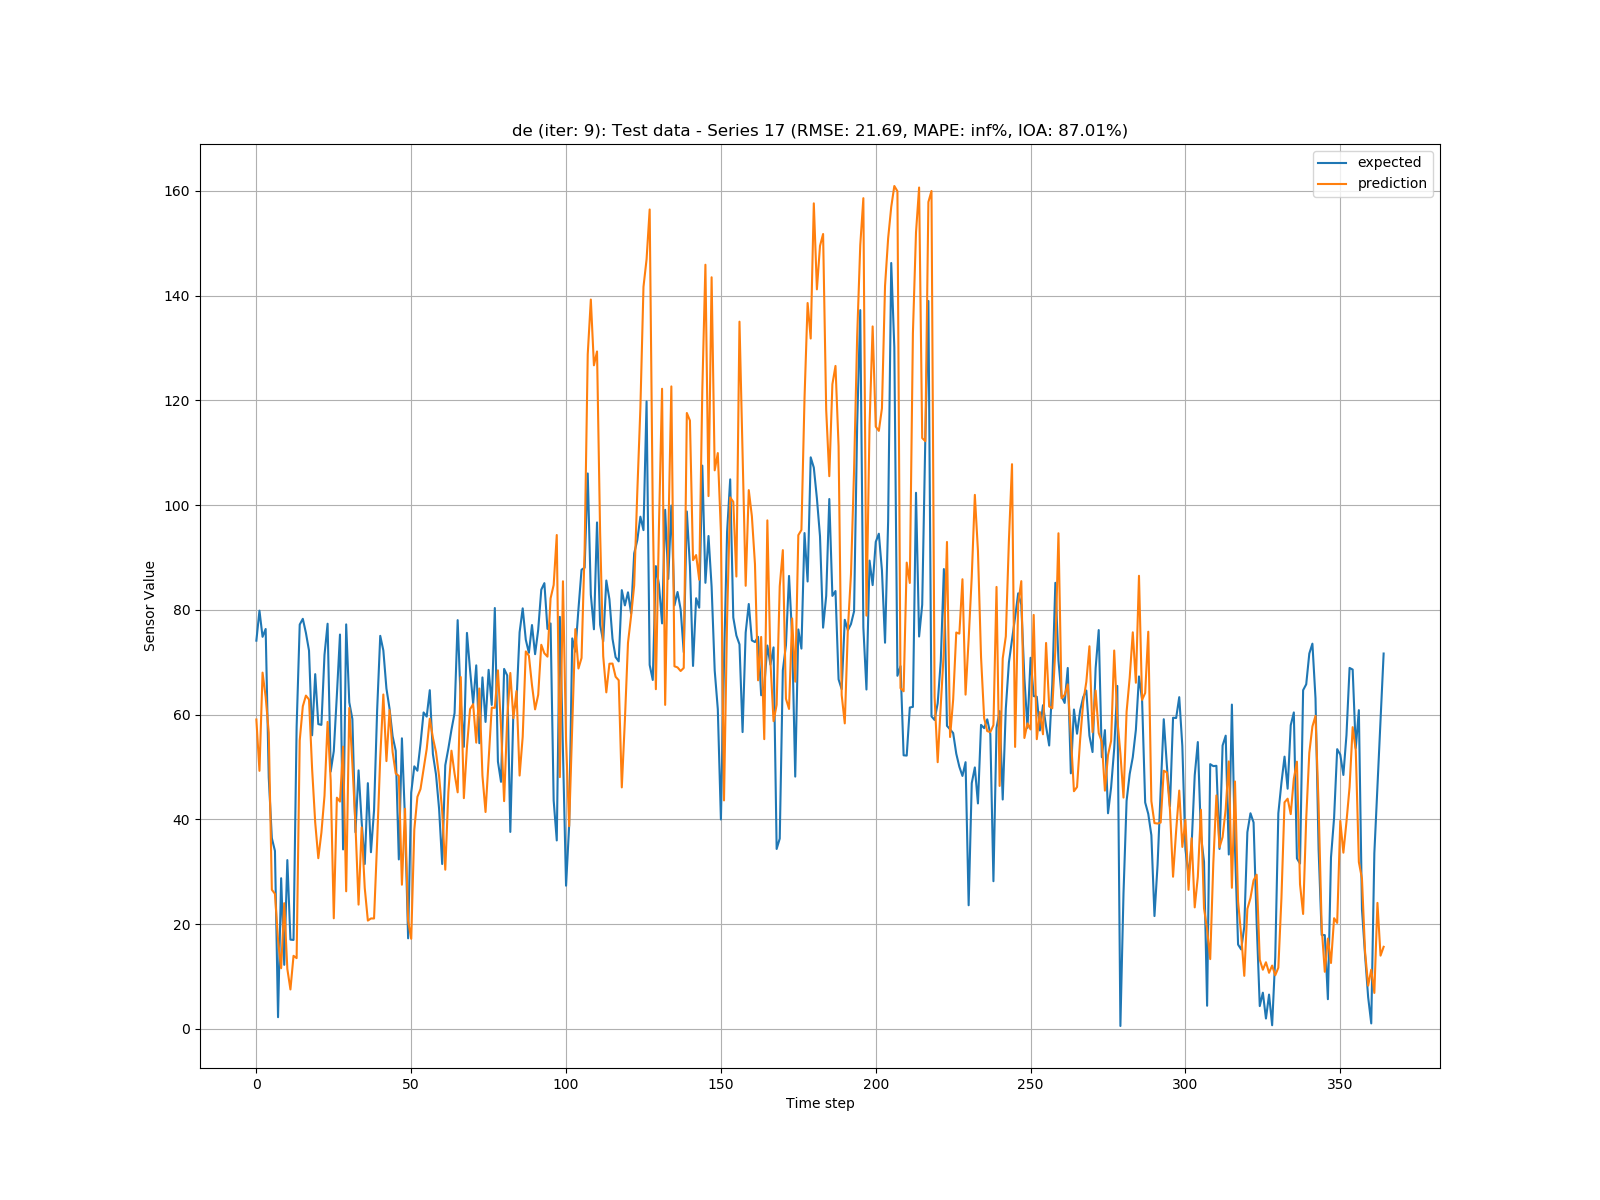 de (iter: 9): Test data - Series 17 (RMSE: 21.69, MAPE: inf%, IOA: 87.01%)
expected
prediction
160
140
120
100
80
60
40
20
0
Sensor Value
0 50 100 150 200 250 300 350
Time step